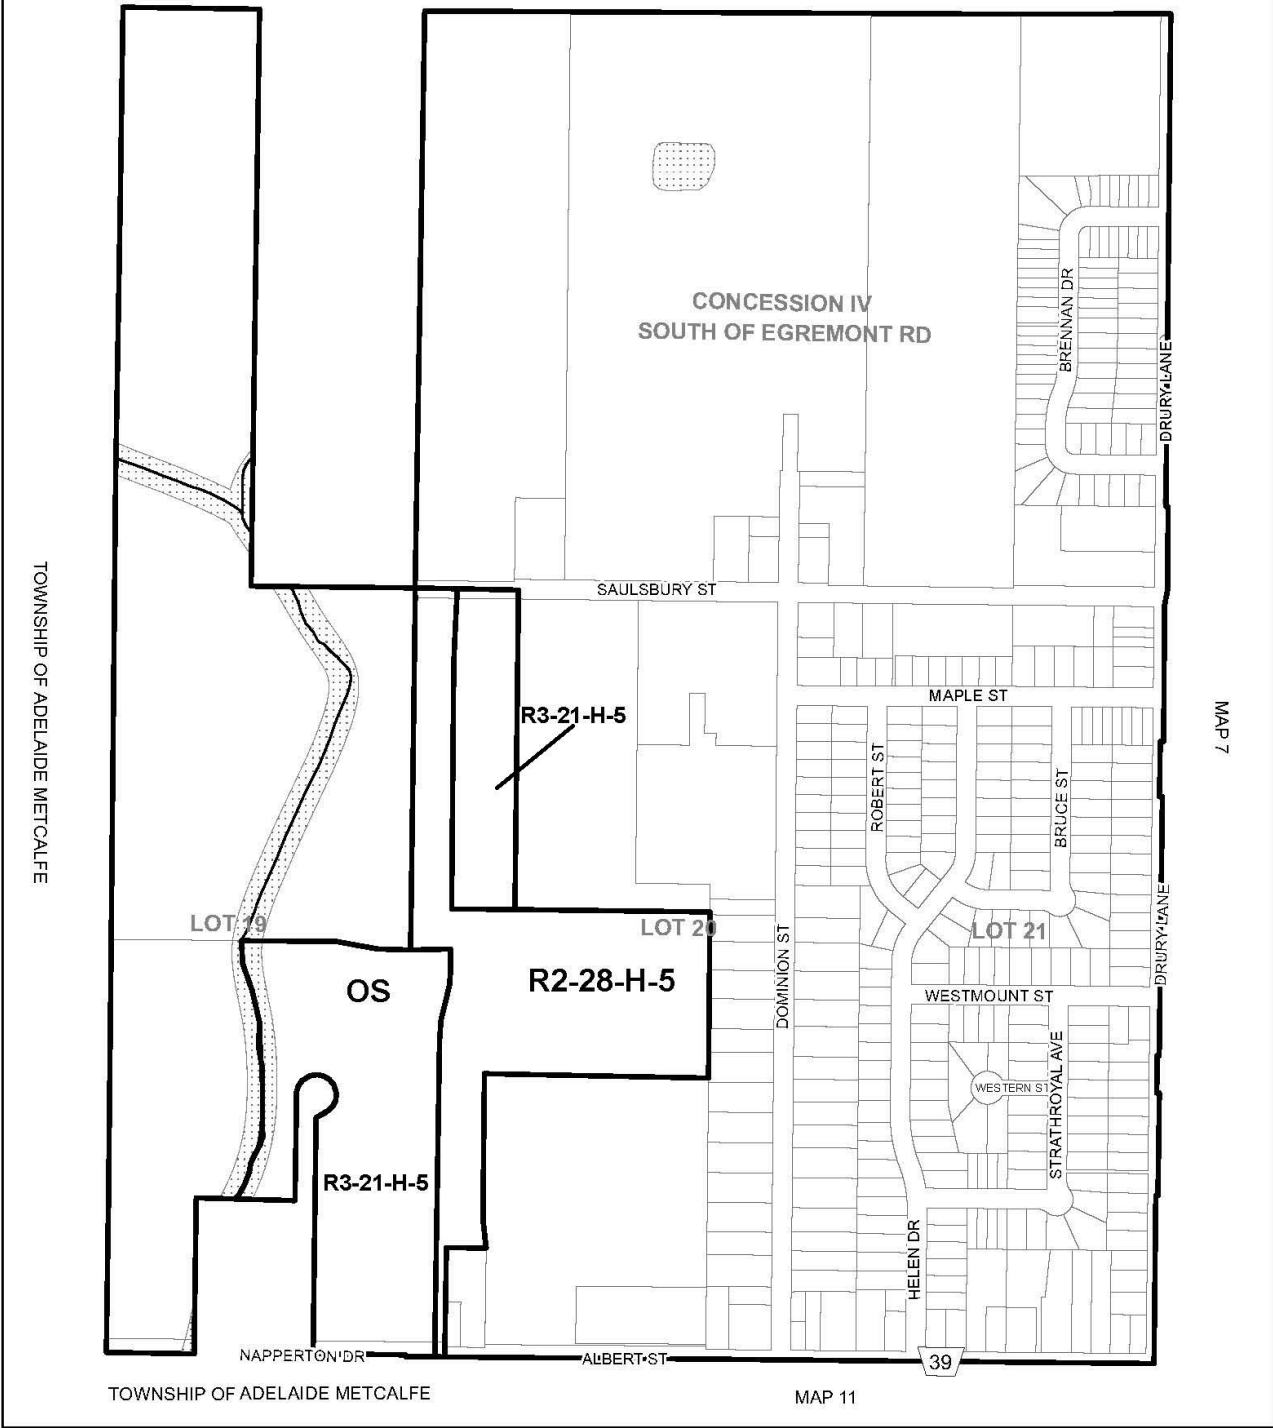 CONCESSION IV
SOUTH OF EGREMONT RD
BRENNAN DR
DRURY LANE
SAULSBURY ST
TOWNSHIP OF ADELAIDE METCALFE
MAPLE ST
R3-21-H-5
MAP 7
ROBERT ST
BRUCE ST
LOT 19
LOT 20
LOT 21
DRURY LANE
DOMINION ST
OS
R2-28-H-5
WESTMOUNT ST
STRATHROYAL AVE
WESTERN ST
R3-21-H-5
HELEN DR
NAPPERTON DR
ALBERT ST
39
TOWNSHIP OF ADELAIDE METCALFE
MAP 11